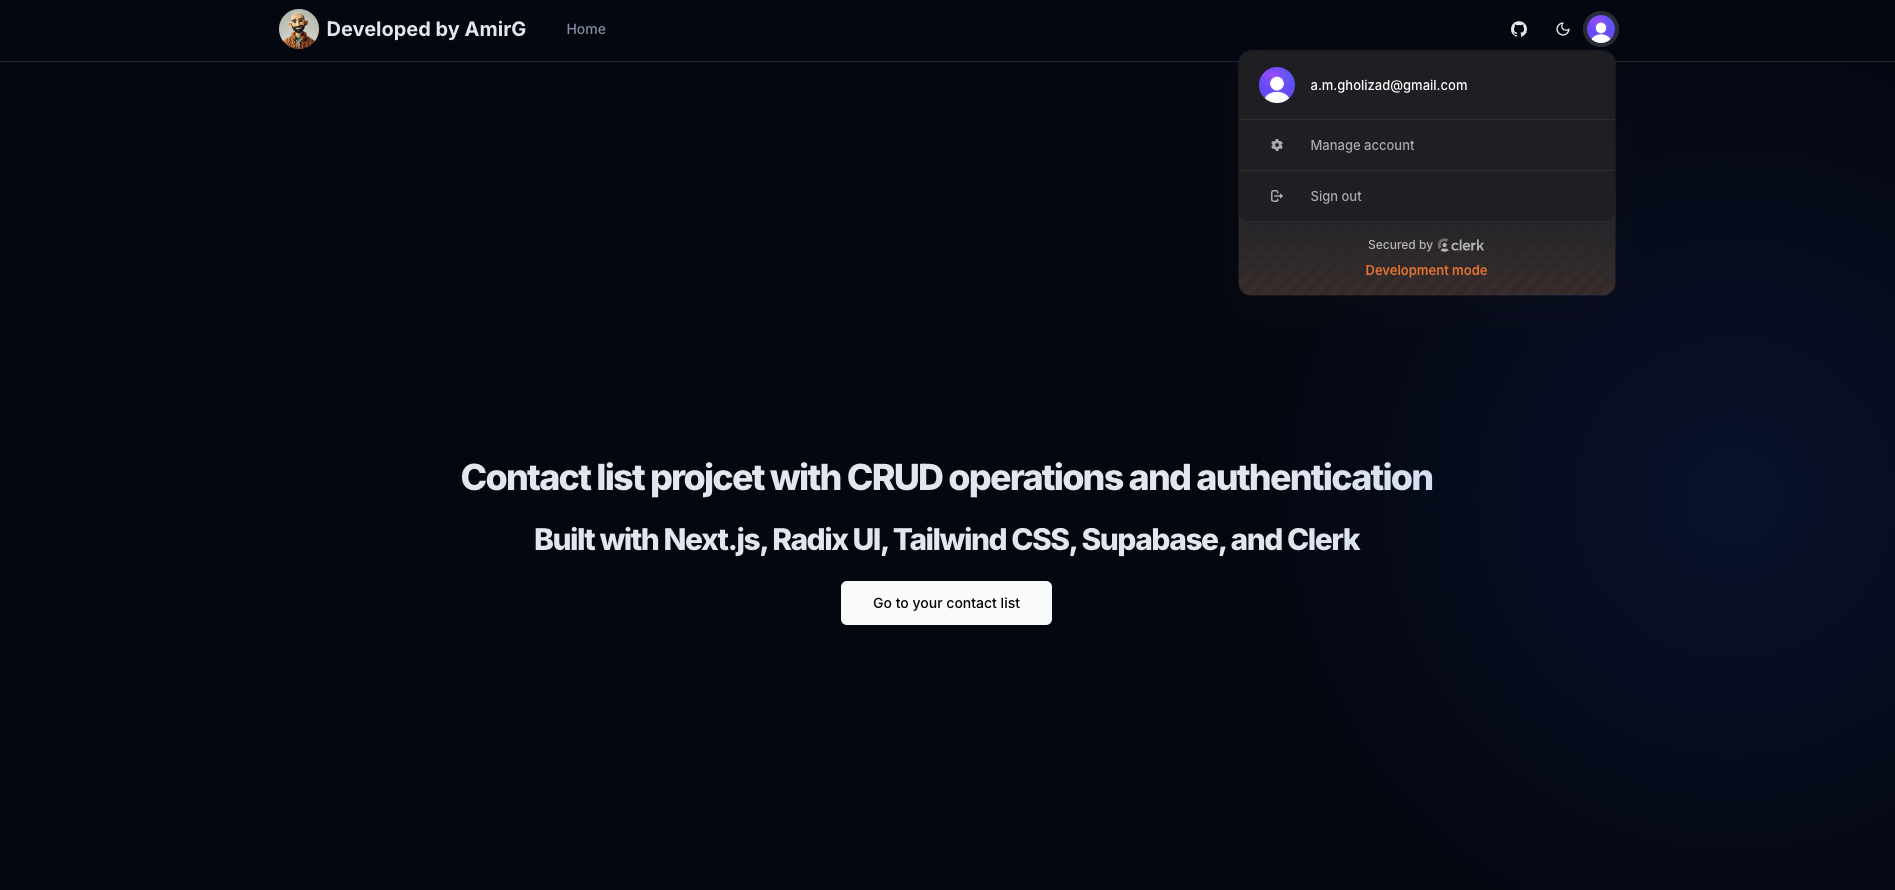 Developed by AmirG
Home
a.m.gholizad@gmail.com
Manage account
Sign out
Secured by clerk
Development mode
Contact list projcet with CRUD operations and authentication
Built with Next.js, Radix UI, Tailwind CSS, Supabase, and Clerk
Go to your contact list